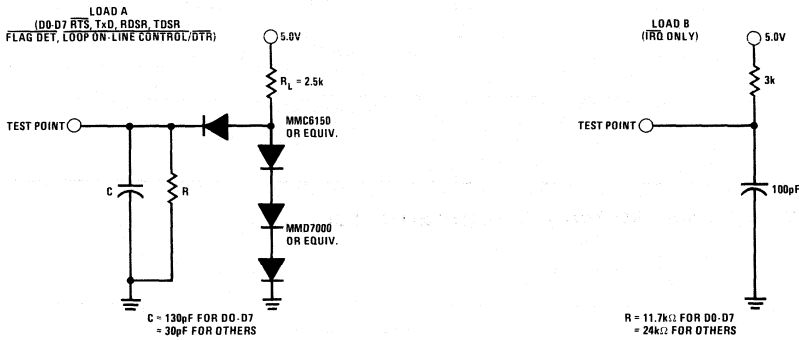 LOAD A
(D0-D7 RTS, TxD, RDSR, TDSR
FLAG DET, LOOP ON-LINE CONTROL/DTR)
5.0V
RL = 2.5k
MMC6150
OR EQUIV.
TEST POINT
C
R
MMD7000
OR EQUIV.
C = 130pF FOR D0-D7
= 30pF FOR OTHERS
LOAD B
(IRQ ONLY)
5.0V
3k
TEST POINT
100pF
R = 11.7kΩ FOR D0-D7
= 24kΩ FOR OTHERS